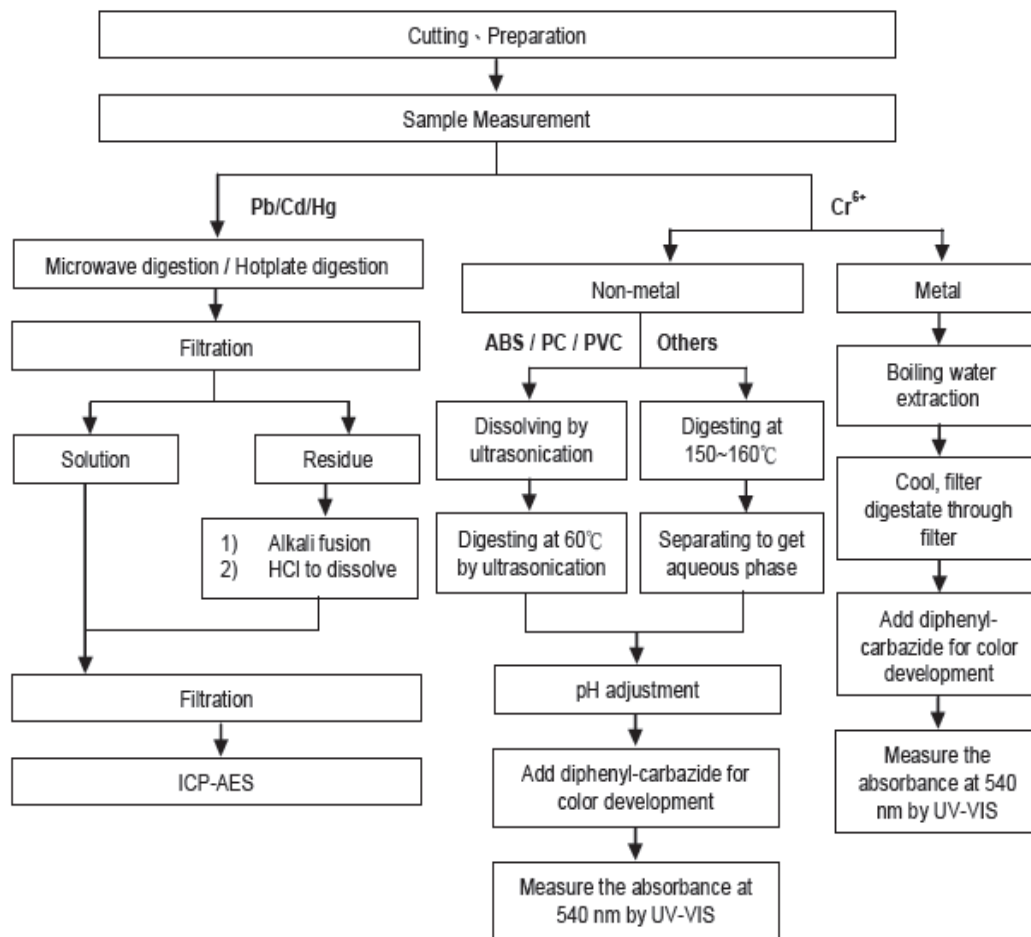 Cutting、Preparation
Sample Measurement
Pb/Cd/Hg
Cr⁶⁺
Microwave digestion / Hotplate digestion
Non-metal
Metal
Filtration
ABS / PC / PVC
Others
Boiling water
extraction
Solution
Residue
Dissolving by
ultrasonication
Digesting at
150~160℃
Cool, filter
digestate through
filter
1) Alkali fusion
2) HCl to dissolve
Digesting at 60℃
by ultrasonication
Separating to get
aqueous phase
Add diphenyl-
carbazide for color
development
Filtration
pH adjustment
ICP-AES
Add diphenyl-carbazide for
color development
Measure the
absorbance at 540
nm by UV-VIS
Measure the absorbance at
540 nm by UV-VIS